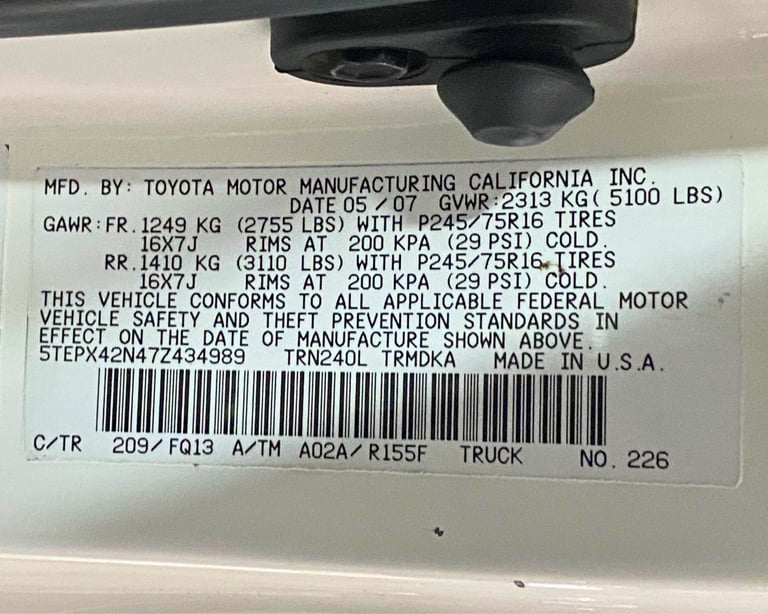 MFD. BY: TOYOTA MOTOR MANUFACTURING CALIFORNIA INC.
DATE 05/07 GVWR:2313 KG(5100 LBS)
GAWR:FR.1249 KG (2755 LBS) WITH P245/75R16 TIRES
16X7J RIMS AT 200 KPA (29 PSI) COLD.
RR.1410 KG (3110 LBS) WITH P245/75R16 TIRES
16X7J RIMS AT 200 KPA (29 PSI) COLD.
THIS VEHICLE CONFORMS TO ALL APPLICABLE FEDERAL MOTOR
VEHICLE SAFETY AND THEFT PREVENTION STANDARDS IN
EFFECT ON THE DATE OF MANUFACTURE SHOWN ABOVE.
5TEPX42N47Z434989 TRN240L TRMDKA MADE IN U.S.A.
C/TR 209/FQ13 A/TM A02A/R155F TRUCK NO. 226